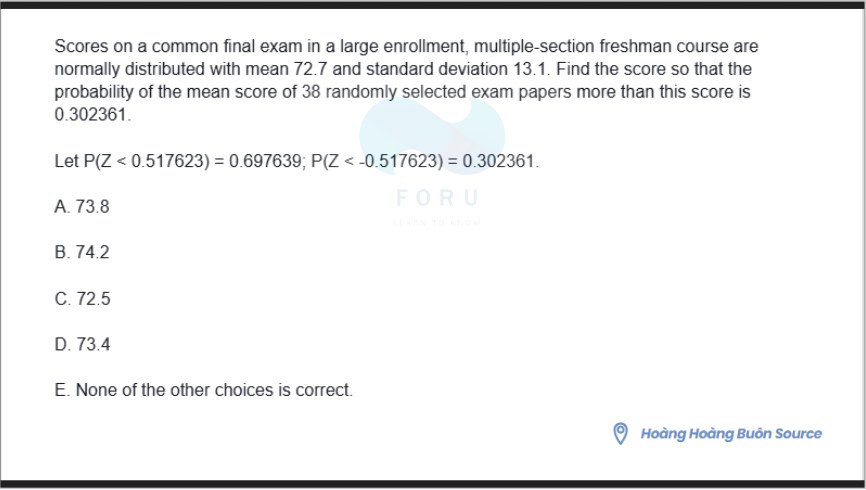 Scores on a common final exam in a large enrollment, multiple-section freshman course are
normally distributed with mean 72.7 and standard deviation 13.1. Find the score so that the
probability of the mean score of 38 randomly selected exam papers more than this score is
0.302361.
Let P(Z < 0.517623) = 0.697639; P(Z < -0.517623) = 0.302361.
FORU
A. 73.8
B. 74.2
C. 72.5
D. 73.4
E. None of the other choices is correct.
Hoàng Hoàng Buôn Source